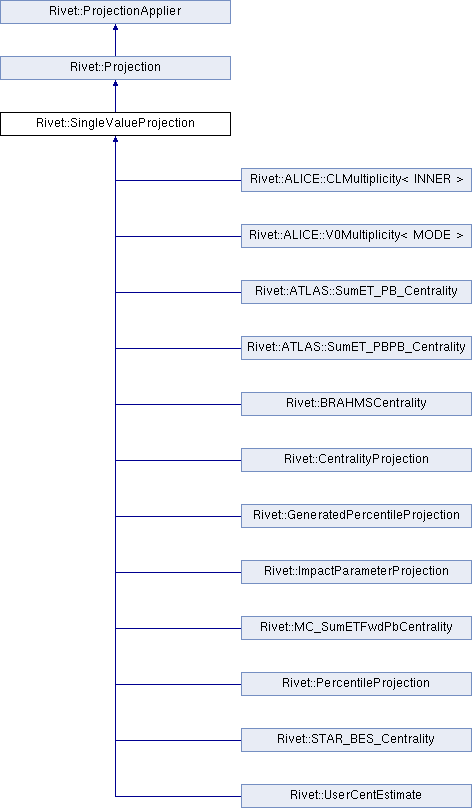 Rivet::ProjectionApplier
Rivet::Projection
Rivet::SingleValueProjection
Rivet::ALICE::CLMultiplicity< INNER >
Rivet::ALICE::V0Multiplicity< MODE >
Rivet::ATLAS::SumET_PB_Centrality
Rivet::ATLAS::SumET_PBPB_Centrality
Rivet::BRAHMSCentrality
Rivet::CentralityProjection
Rivet::GeneratedPercentileProjection
Rivet::ImpactParameterProjection
Rivet::MC_SumETFwdPbCentrality
Rivet::PercentileProjection
Rivet::STAR_BES_Centrality
Rivet::UserCentEstimate